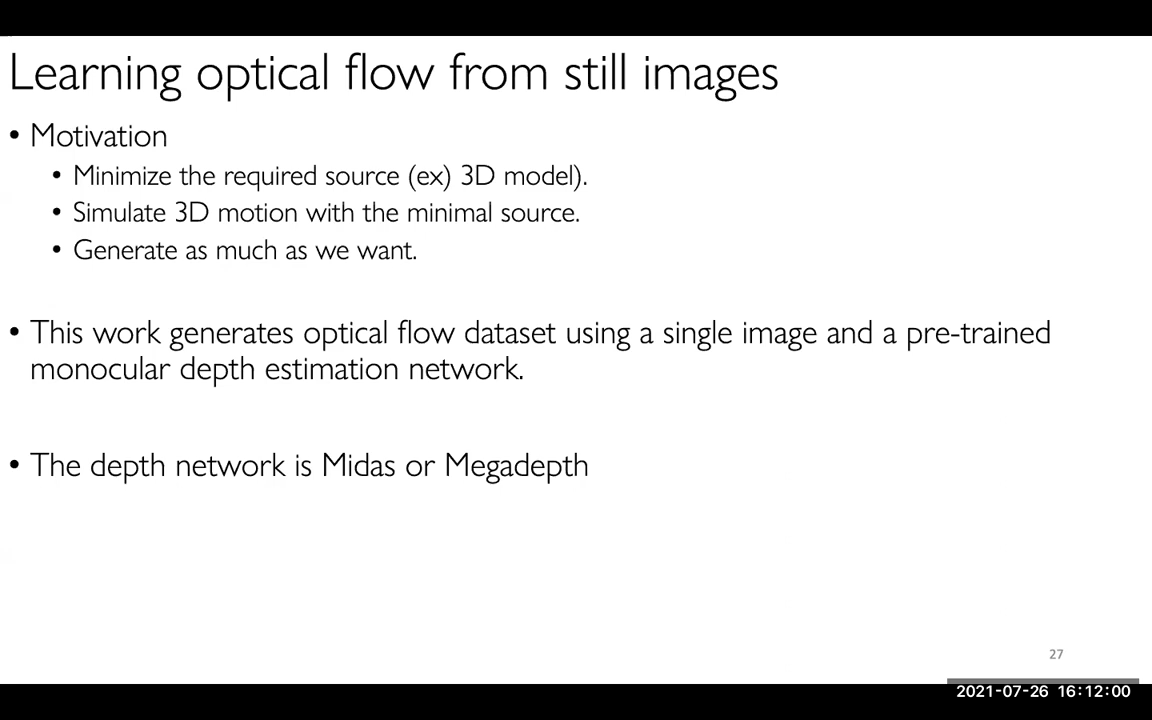 Learning optical flow from still images
• Motivation
• Minimize the required source (ex) 3D model).
• Simulate 3D motion with the minimal source.
• Generate as much as we want.
• This work generates optical flow dataset using a single image and a pre-trained
monocular depth estimation network.
• The depth network is Midas or Megadepth
27
2021-07-26 16:12:00